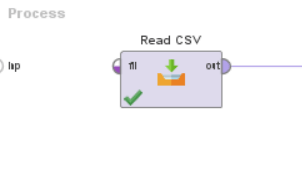 Process
Read CSV
inp
fil
out